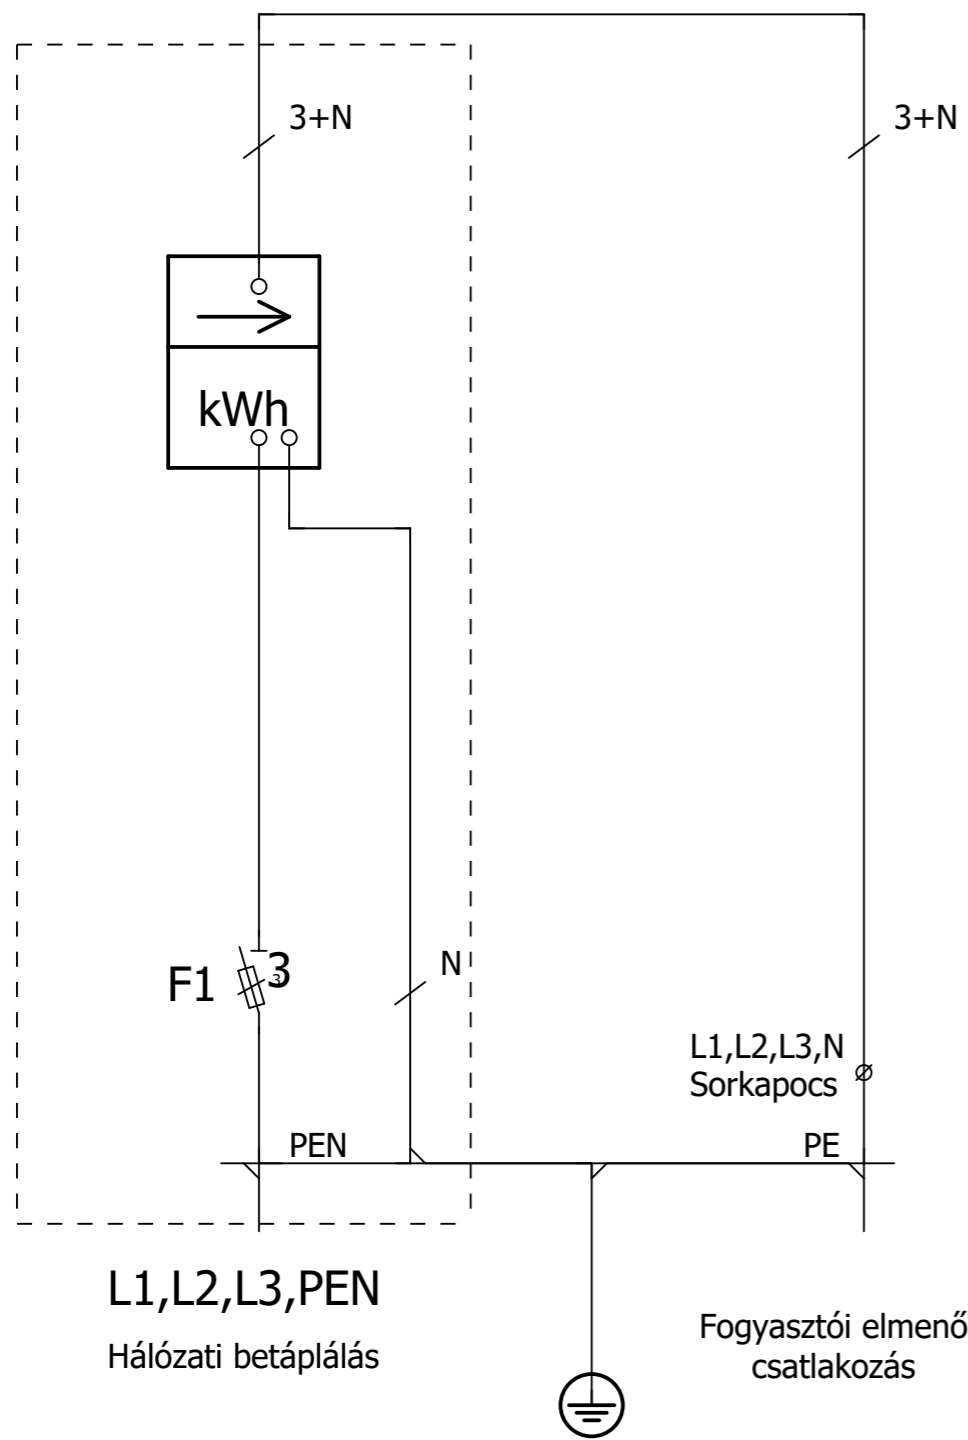 3+N
3+N
kWh
F1
3
3
N
L1,L2,L3,N
Sorkapocs
PEN
PE
L1,L2,L3,PEN
Hálózati betáplálás
Fogyasztói elmenő
csatlakozás